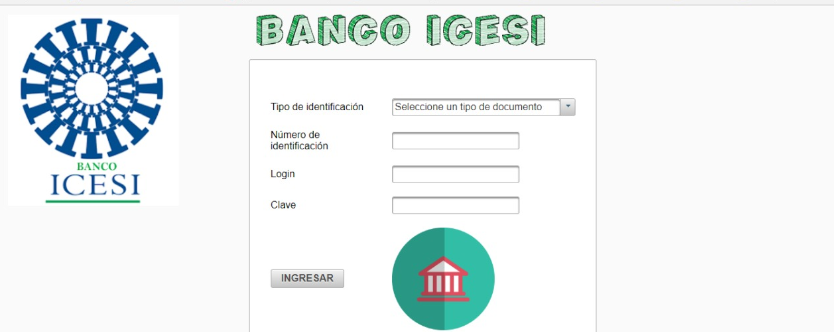 BANCO ICESI
BANCO
ICESI
Tipo de identificación
Seleccione un tipo de documento
Número de
identificación
Login
Clave
INGRESAR